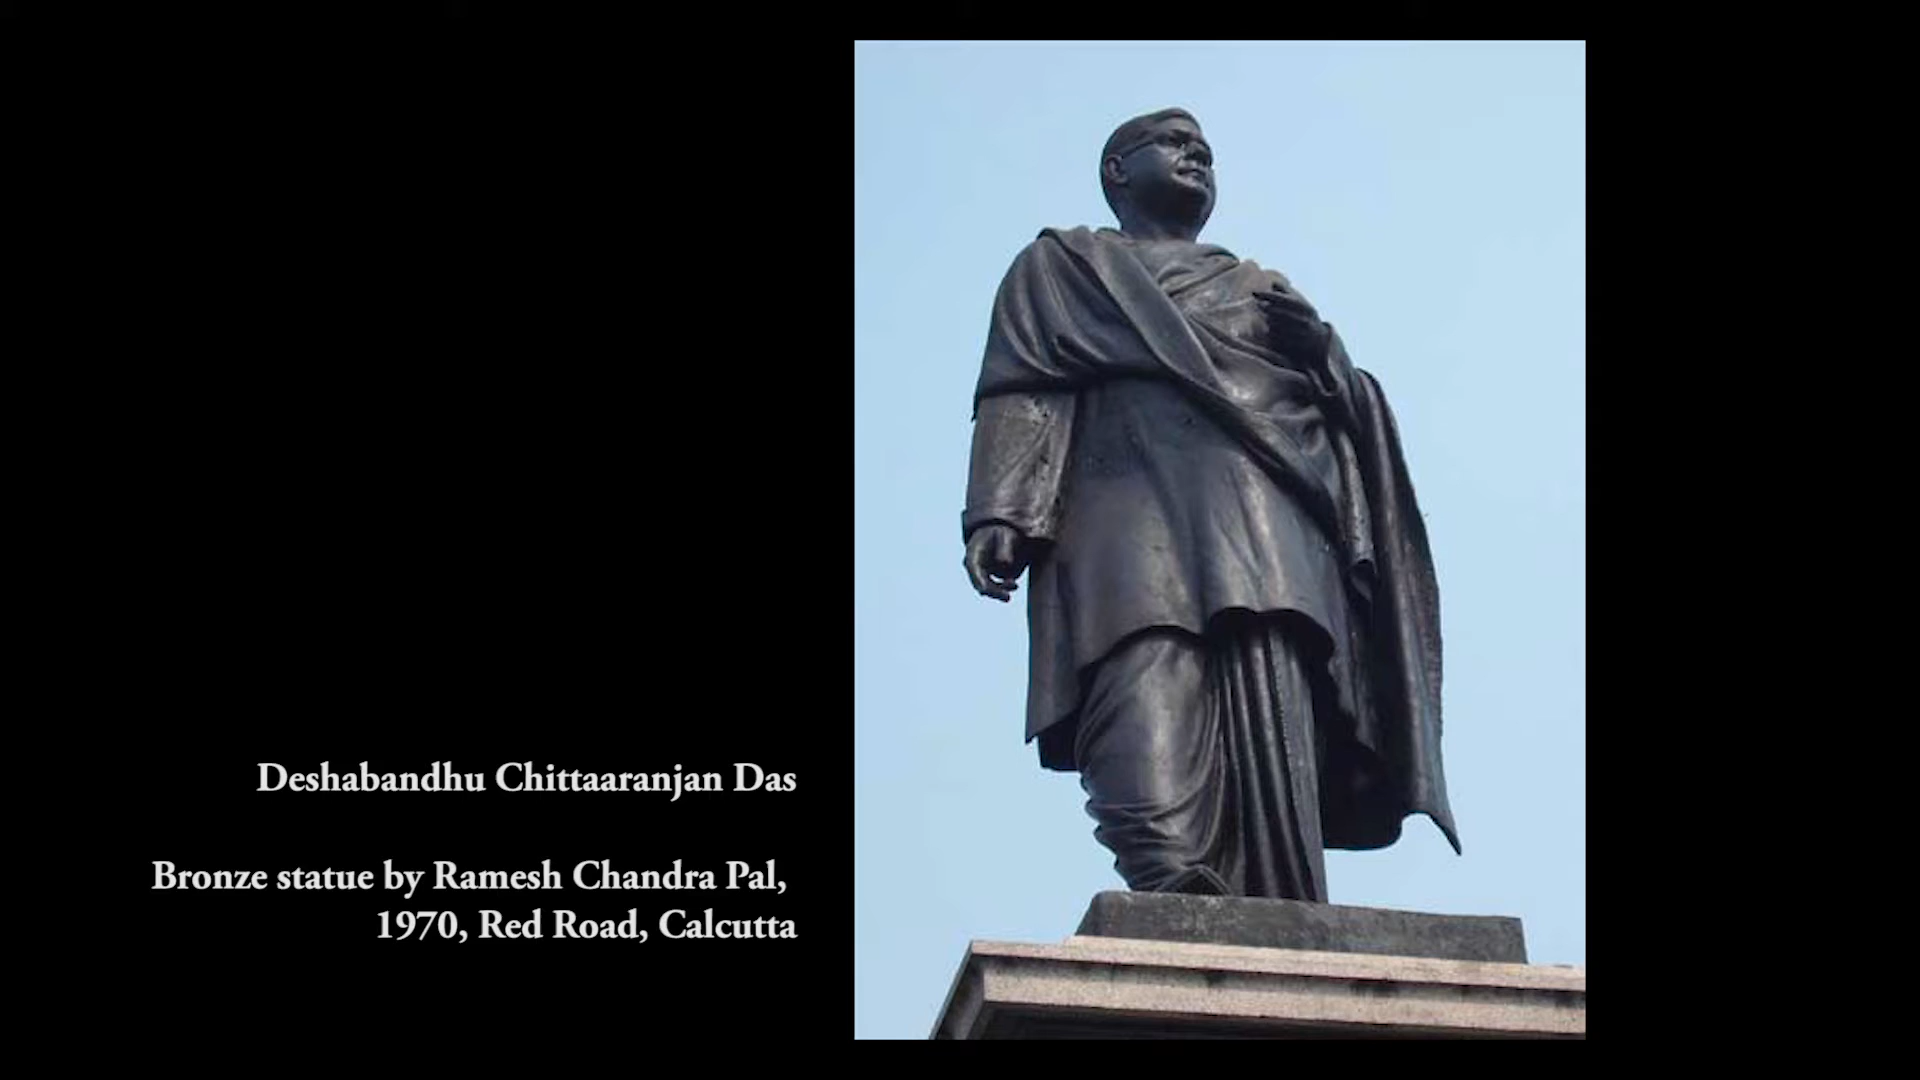 Deshabandhu Chittaaranjan Das
Bronze statue by Ramesh Chandra Pal,
1970, Red Road, Calcutta